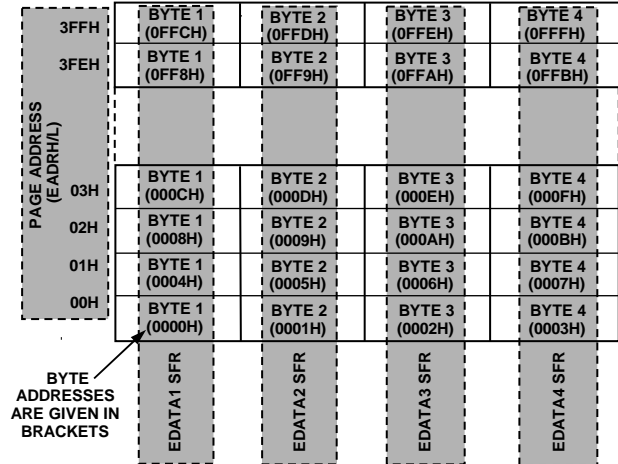 3FFH
BYTE 1 (0FFCH)
BYTE 2 (0FFDH)
BYTE 3 (0FFEH)
BYTE 4 (0FFFH)
3FEH
BYTE 1 (0FF8H)
BYTE 2 (0FF9H)
BYTE 3 (0FFAH)
BYTE 4 (0FFBH)
PAGE ADDRESS
(EADRH/L)
03H
BYTE 1 (000CH)
BYTE 2 (000DH)
BYTE 3 (000EH)
BYTE 4 (000FH)
02H
BYTE 1 (0008H)
BYTE 2 (0009H)
BYTE 3 (000AH)
BYTE 4 (000BH)
01H
BYTE 1 (0004H)
BYTE 2 (0005H)
BYTE 3 (0006H)
BYTE 4 (0007H)
00H
BYTE 1 (0000H)
BYTE 2 (0001H)
BYTE 3 (0002H)
BYTE 4 (0003H)
BYTE
ADDRESSES
ARE GIVEN IN
BRACKETS
EDATA1 SFR
EDATA2 SFR
EDATA3 SFR
EDATA4 SFR